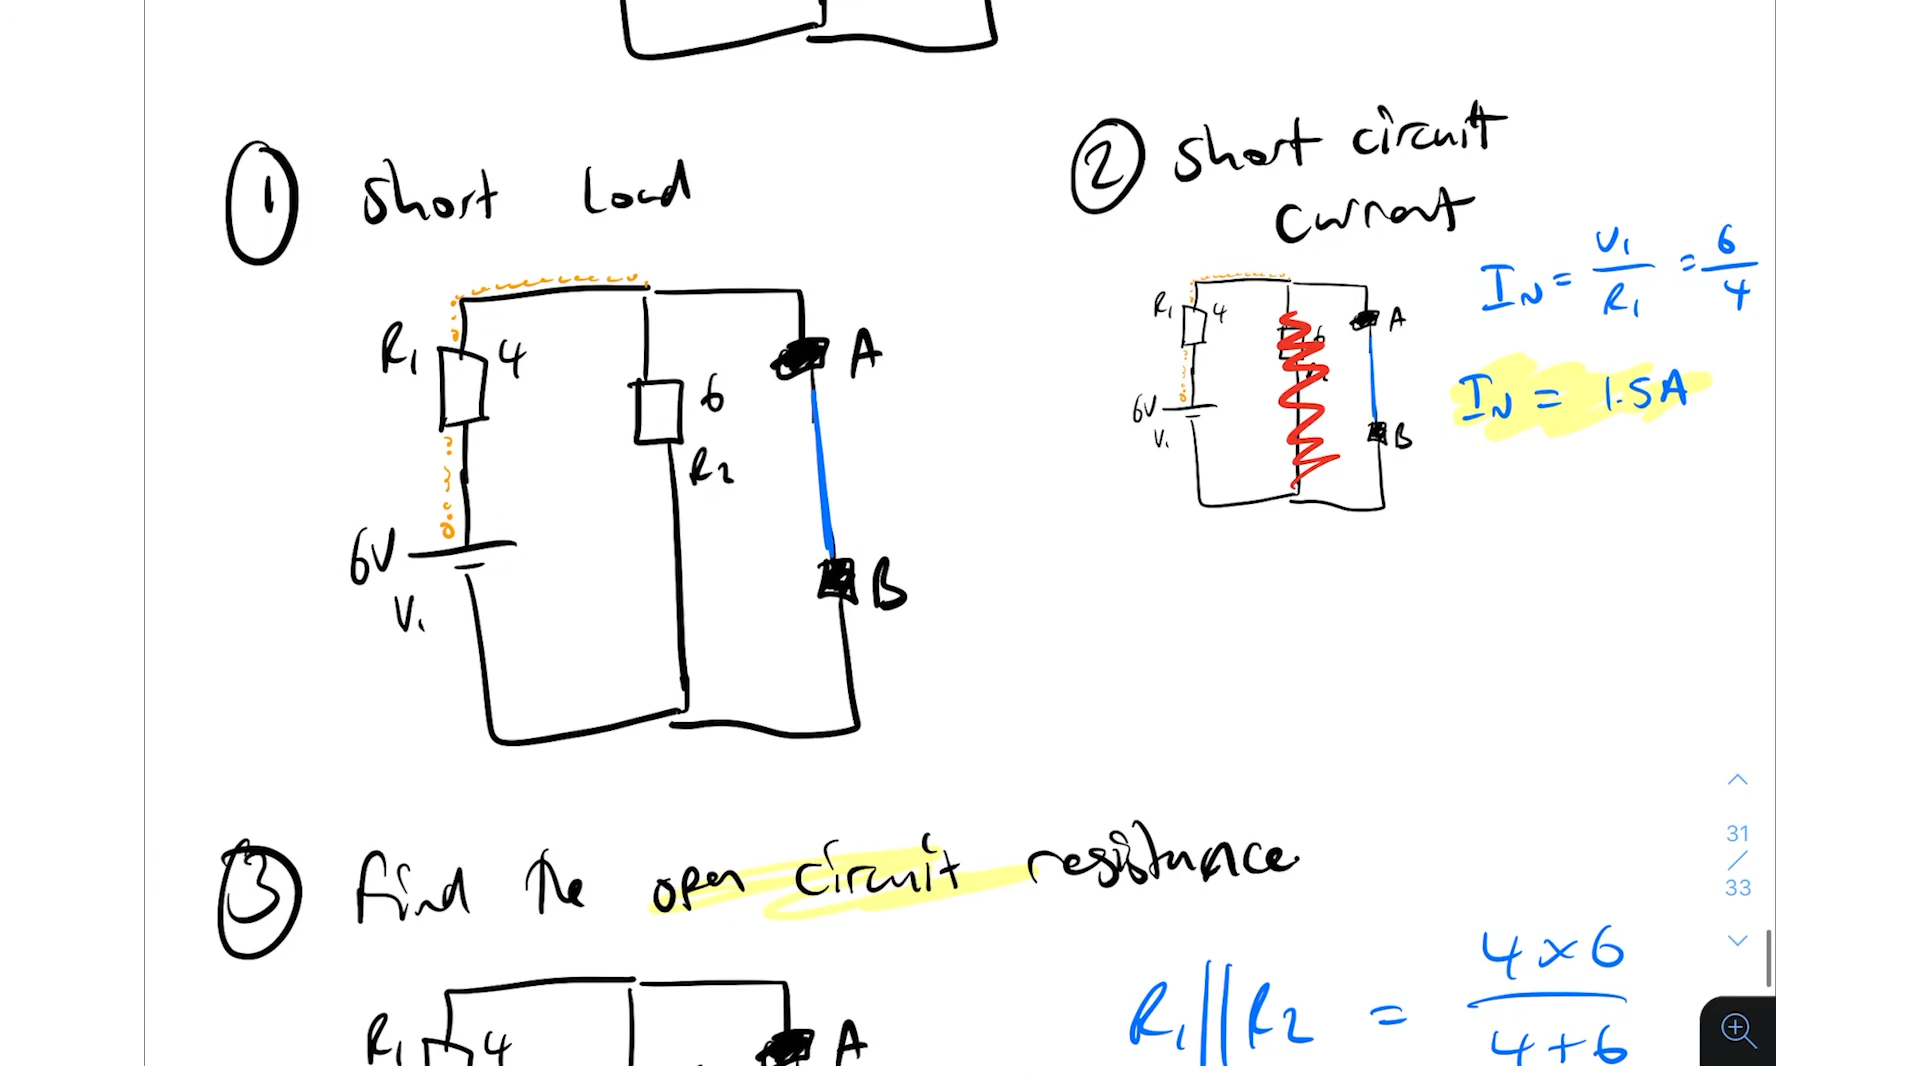 ① Short Load
R₁ 4
6
R₂
A
6V
V₁
B
② Short circuit
Current
R₁ 4
6
A
6V
V₁
B
I_N = V₁/R₁ = 6/4
I_N = 1.5A
③ find the open circuit resistance
R₁ 4
A
R₁||R₂ = 4×6
4+6
31
/
33